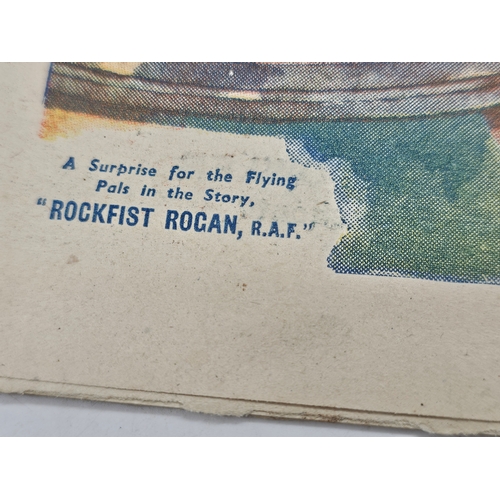 A Surprise for the Flying
Pals in the Story,
"ROCKFIST ROGAN, R.A.F."